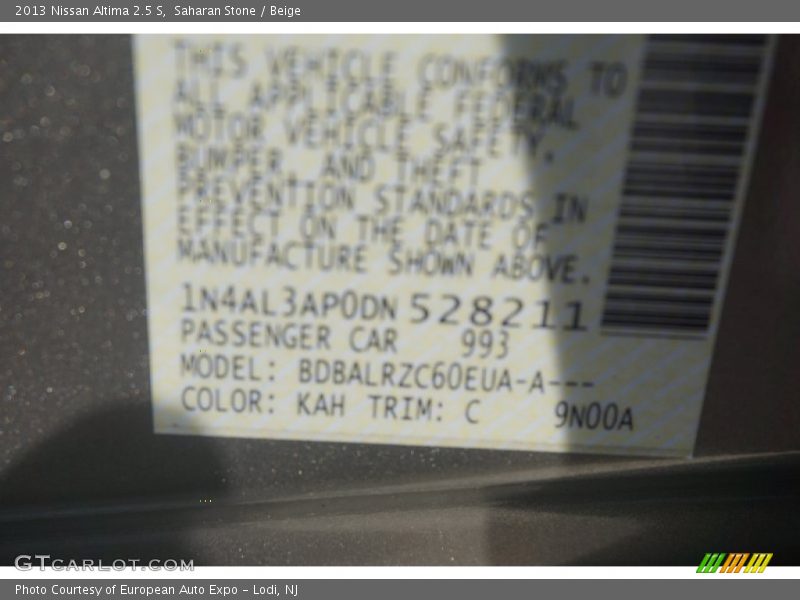 2013 Nissan Altima 2.5 S,  Saharan Stone / Beige
THIS VEHICLE CONFORMS TO
ALL APPLICABLE FEDERAL
MOTOR VEHICLE SAFETY,
BUMPER, AND THEFT
PREVENTION STANDARDS IN
EFFECT ON THE DATE OF
MANUFACTURE SHOWN ABOVE.
1N4AL3AP0DN528211
PASSENGER CAR 993
MODEL: BDBALRZC60EUA-A---
COLOR: KAH TRIM: C 9N00A
GTCARLOT.COM
Photo Courtesy of European Auto Expo - Lodi, NJ